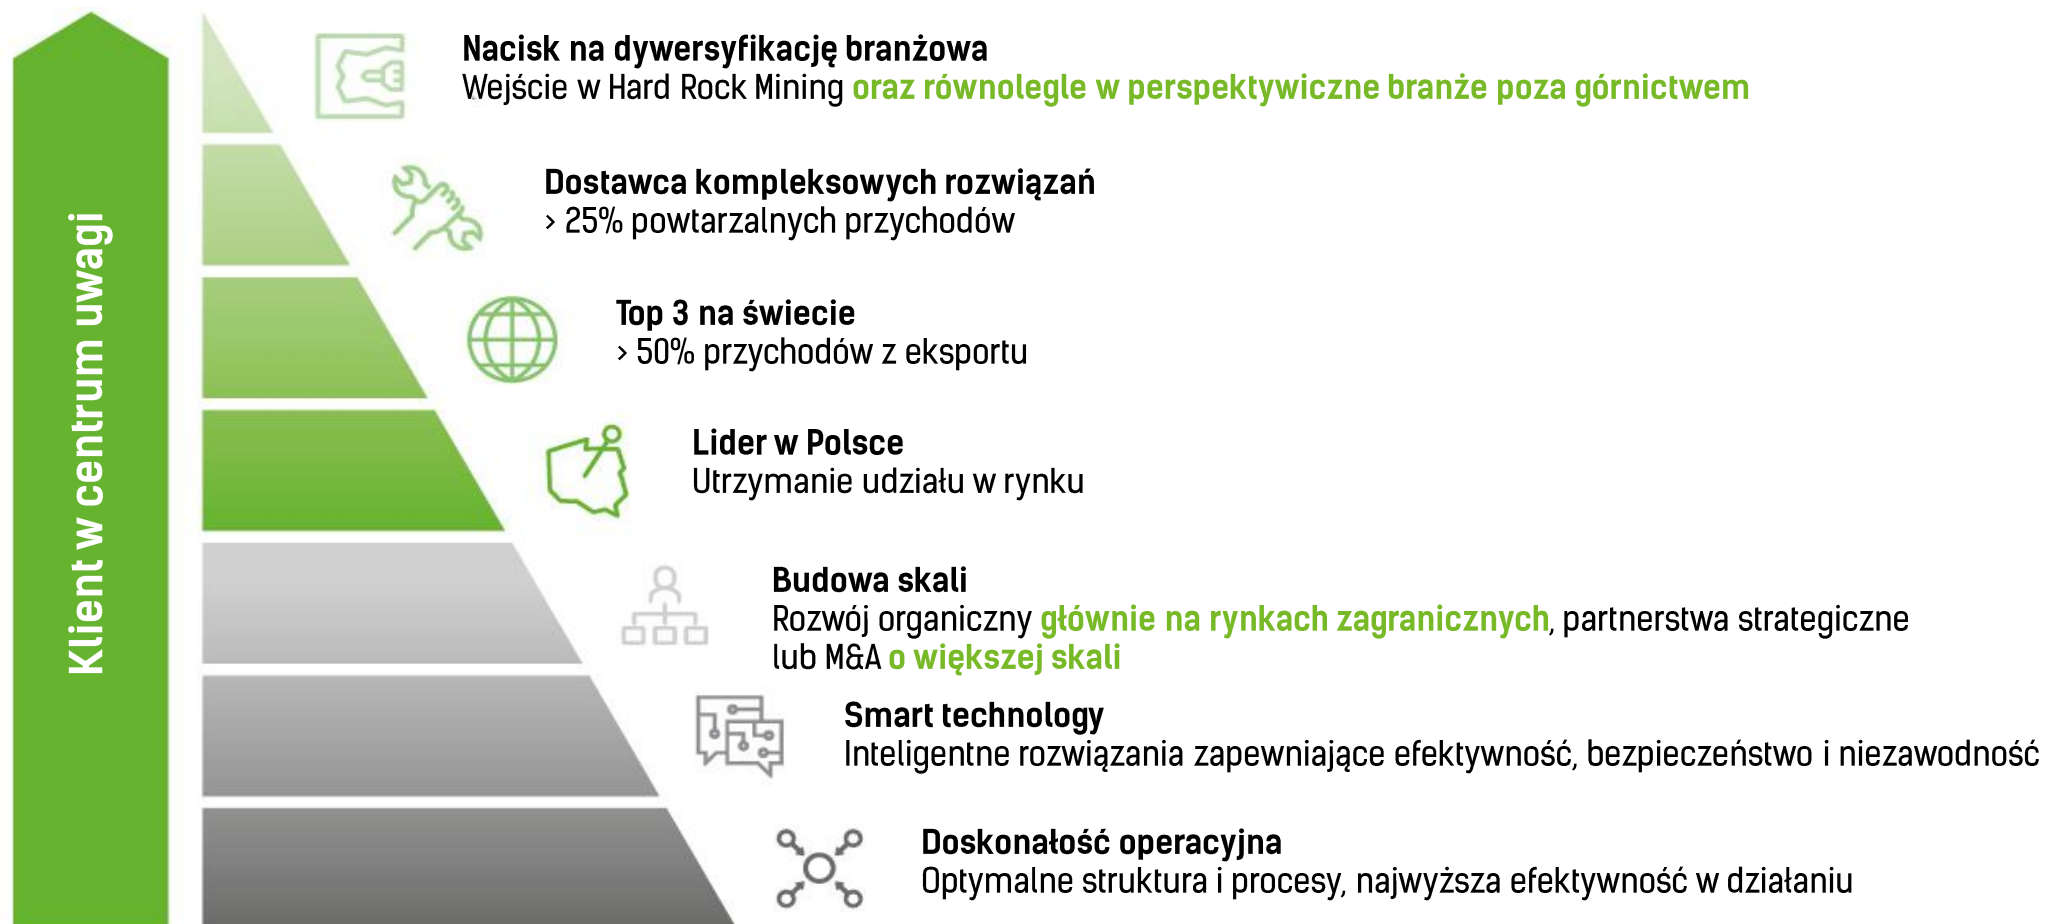 Klient w centrum uwagi
Nacisk na dywersyfikację branżowa
Wejście w Hard Rock Mining oraz równolegle w perspektywiczne branże poza górnictwem
Dostawca kompleksowych rozwiązań
> 25% powtarzalnych przychodów
Top 3 na świecie
> 50% przychodów z eksportu
Lider w Polsce
Utrzymanie udziału w rynku
Budowa skali
Rozwój organiczny głównie na rynkach zagranicznych, partnerstwa strategiczne
lub M&A o większej skali
Smart technology
Inteligentne rozwiązania zapewniające efektywność, bezpieczeństwo i niezawodność
Doskonałość operacyjna
Optymalne struktura i procesy, najwyższa efektywność w działaniu